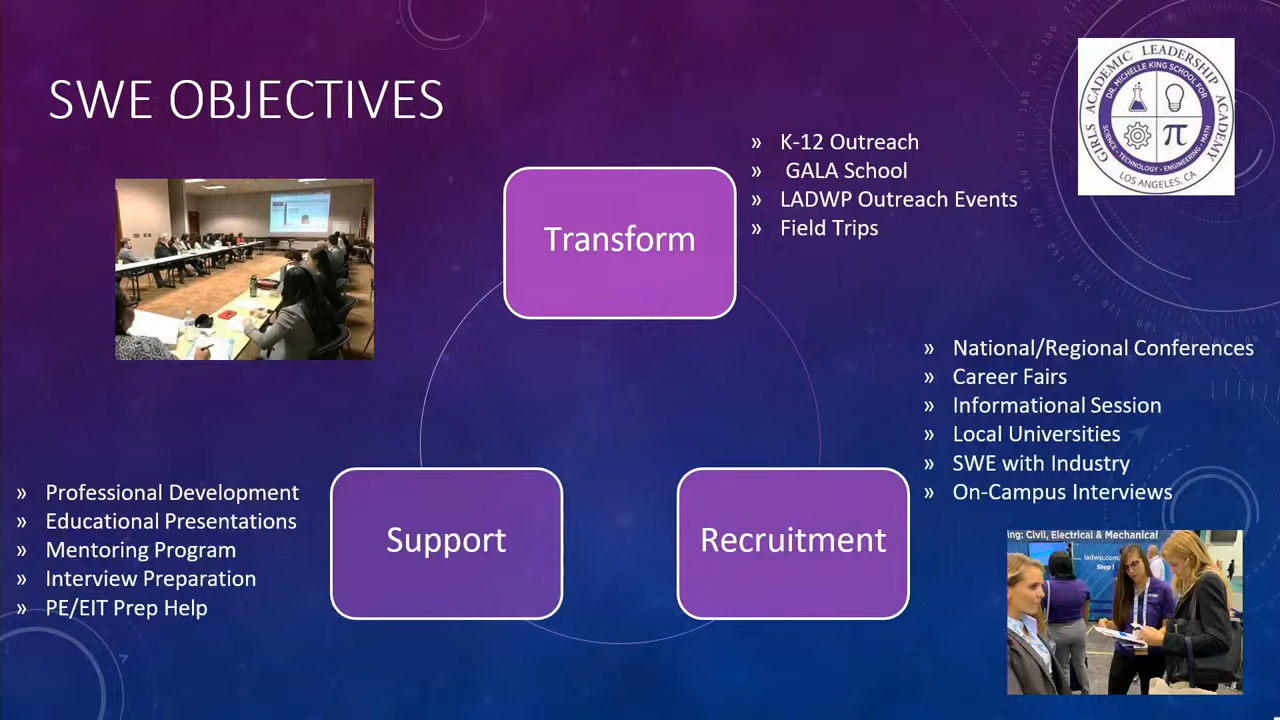 SWE OBJECTIVES
GIRLS ACADEMIC LEADERSHIP ACADEMY
DR. MICHELLE KING SCHOOL FOR
SCIENCE • TECHNOLOGY • ENGINEERING • MATH
π
LOS ANGELES, CA
» K-12 Outreach
» GALA School
» LADWP Outreach Events
» Field Trips
Transform
» National/Regional Conferences
» Career Fairs
» Informational Session
» Local Universities
» SWE with Industry
» On-Campus Interviews
» Professional Development
» Educational Presentations
» Mentoring Program
» Interview Preparation
» PE/EIT Prep Help
Support
Recruitment
ing: Civil, Electrical & Mechanical
ladwp.com
Step